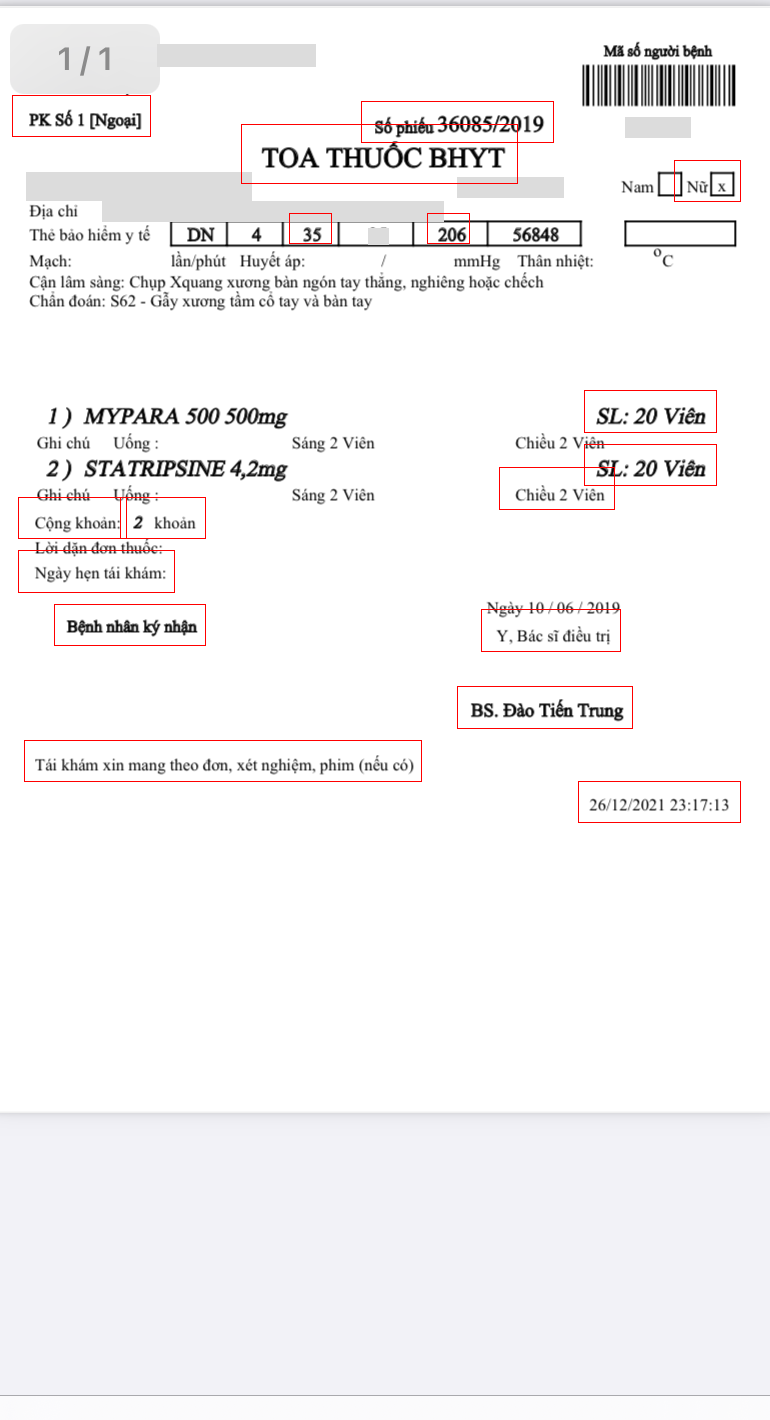 1/1
Mã số người bệnh
PK Số 1 [Ngoại]
Số phiếu 36085/2019
TOA THUỐC BHYT
Nam Nữ x
Địa chỉ
Thẻ bảo hiểm y tế DN 4 35 206 56848
Mạch: lần/phút Huyết áp: / mmHg Thân nhiệt: °C
Cận lâm sàng: Chụp Xquang xương bàn ngón tay thẳng, nghiêng hoặc chếch
Chẩn đoán: S62 - Gẫy xương tầm cổ tay và bàn tay
1 ) MYPARA 500 500mg SL: 20 Viên
Ghi chú Uống : Sáng 2 Viên Chiều 2 Viên
2 ) STATRIPSINE 4,2mg SL: 20 Viên
Ghi chú Uống : Sáng 2 Viên Chiều 2 Viên
Cộng khoản: 2 khoản
Lời dặn đơn thuốc:
Ngày hẹn tái khám:
Ngày 10 / 06 / 2019
Bệnh nhân ký nhận Y, Bác sĩ điều trị
BS. Đào Tiến Trung
Tái khám xin mang theo đơn, xét nghiệm, phim (nếu có)
26/12/2021 23:17:13